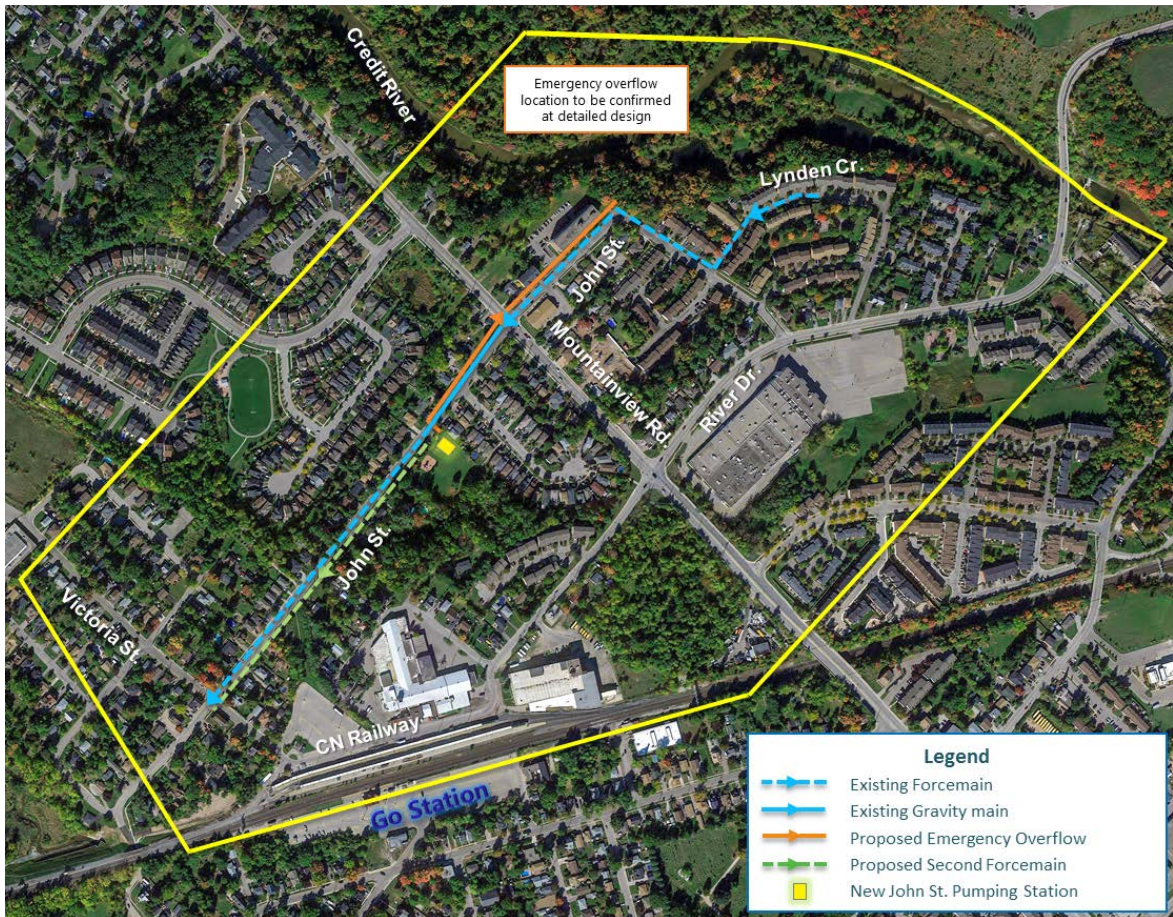 Credit River
Emergency overflow
location to be confirmed
at detailed design
Lynden Cr.
John St.
Mountainview Rd
River Dr.
John St.
Victoria St.
CN Railway
Go Station
Legend
Existing Forcemain
Existing Gravity main
Proposed Emergency Overflow
Proposed Second Forcemain
New John St. Pumping Station